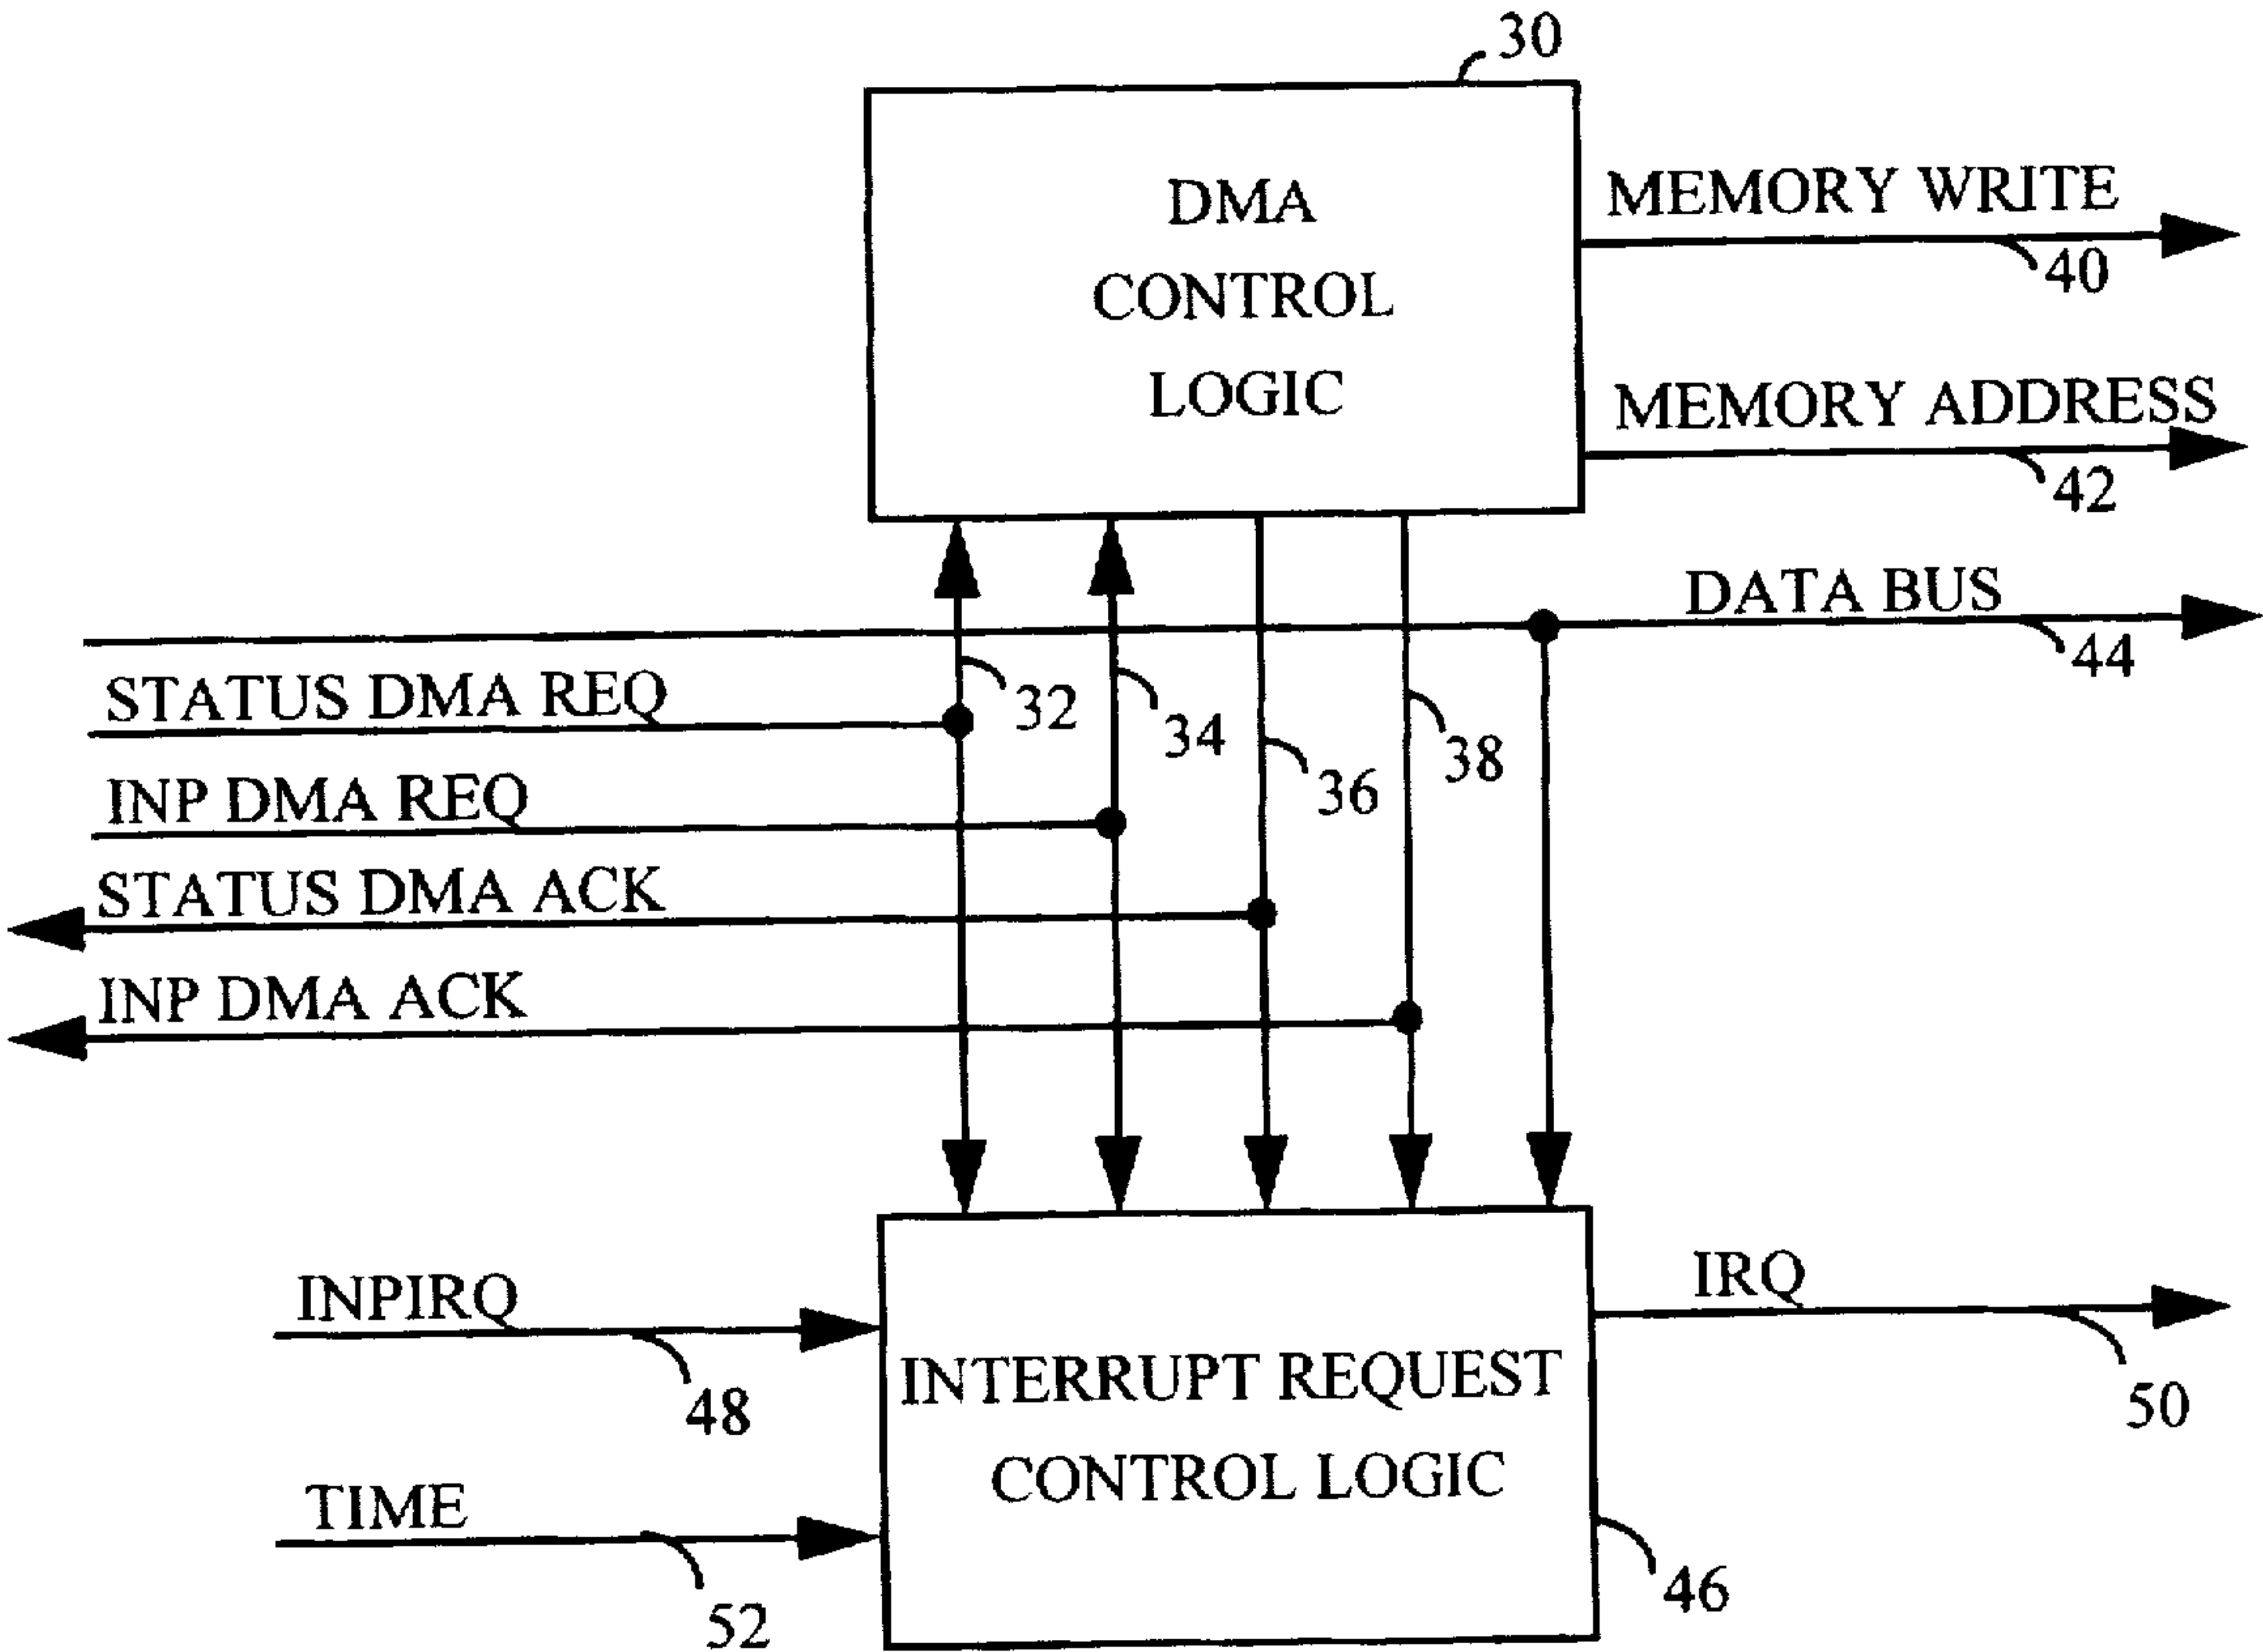 30
DMA
CONTROL
LOGIC
MEMORY WRITE
40
MEMORY ADDRESS
42
DATA BUS
44
STATUS DMA REQ
32
34
36
38
INP DMA REQ
STATUS DMA ACK
INP DMA ACK
INPIRQ
48
IRQ
50
INTERRUPT REQUEST
CONTROL LOGIC
TIME
52
46